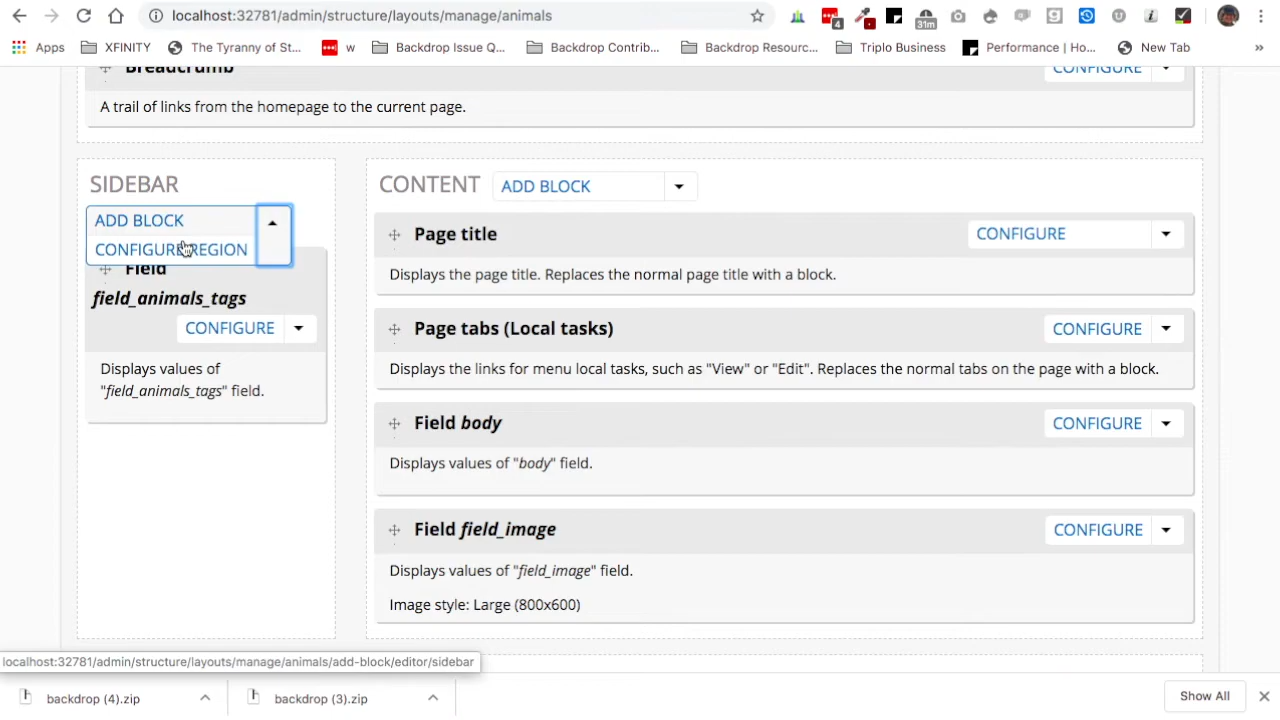 localhost:32781/admin/structure/layouts/manage/animals
4
31m
Apps
XFINITY
The Tyranny of St...
w
Backdrop Issue Q...
Backdrop Contrib...
Backdrop Resourc...
Triplo Business
Performance | Ho...
New Tab
»
Breadcrumb
CONFIGURE
A trail of links from the homepage to the current page.
SIDEBAR
ADD BLOCK
CONFIGURE REGION
Field
field_animals_tags
CONFIGURE
Displays values of
"field_animals_tags" field.
CONTENT
ADD BLOCK
Page title
CONFIGURE
Displays the page title. Replaces the normal page title with a block.
Page tabs (Local tasks)
CONFIGURE
Displays the links for menu local tasks, such as "View" or "Edit". Replaces the normal tabs on the page with a block.
Field body
CONFIGURE
Displays values of "body" field.
Field field_image
CONFIGURE
Displays values of "field_image" field.
Image style: Large (800x600)
localhost:32781/admin/structure/layouts/manage/animals/add-block/editor/sidebar
backdrop (4).zip
backdrop (3).zip
Show All